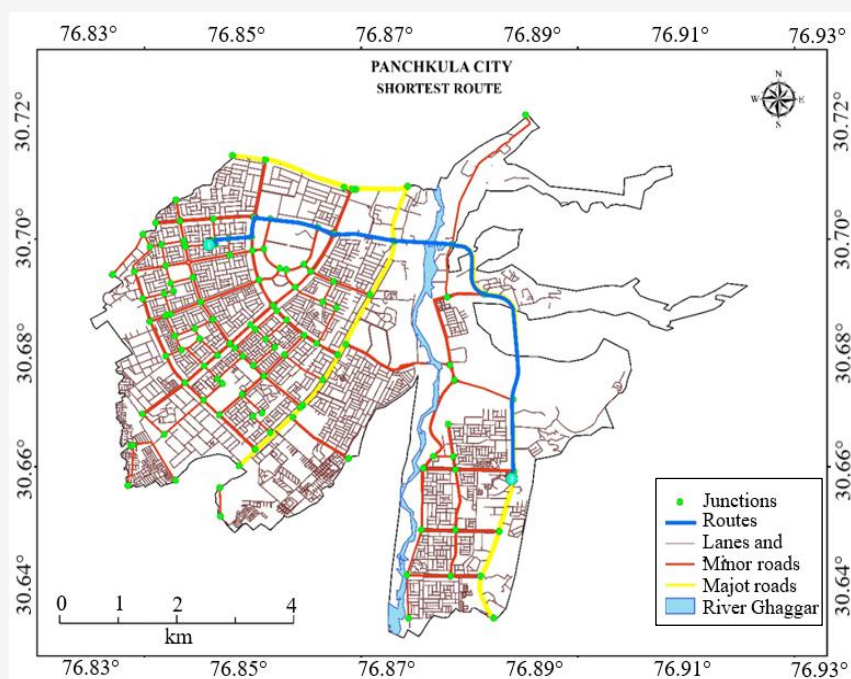 76.83° 76.85° 76.87° 76.89° 76.91° 76.93°
PANCHKULA CITY
SHORTEST ROUTE
N
W E
S
30.72°
30.72°
30.70°
30.70°
30.68°
30.68°
30.66°
30.66°
30.64°
30.64°
Junctions
Routes
Lanes and
Minor roads
Majot roads
River Ghaggar
0 1 2 4
km
76.83° 76.85° 76.87° 76.89° 76.91° 76.93°